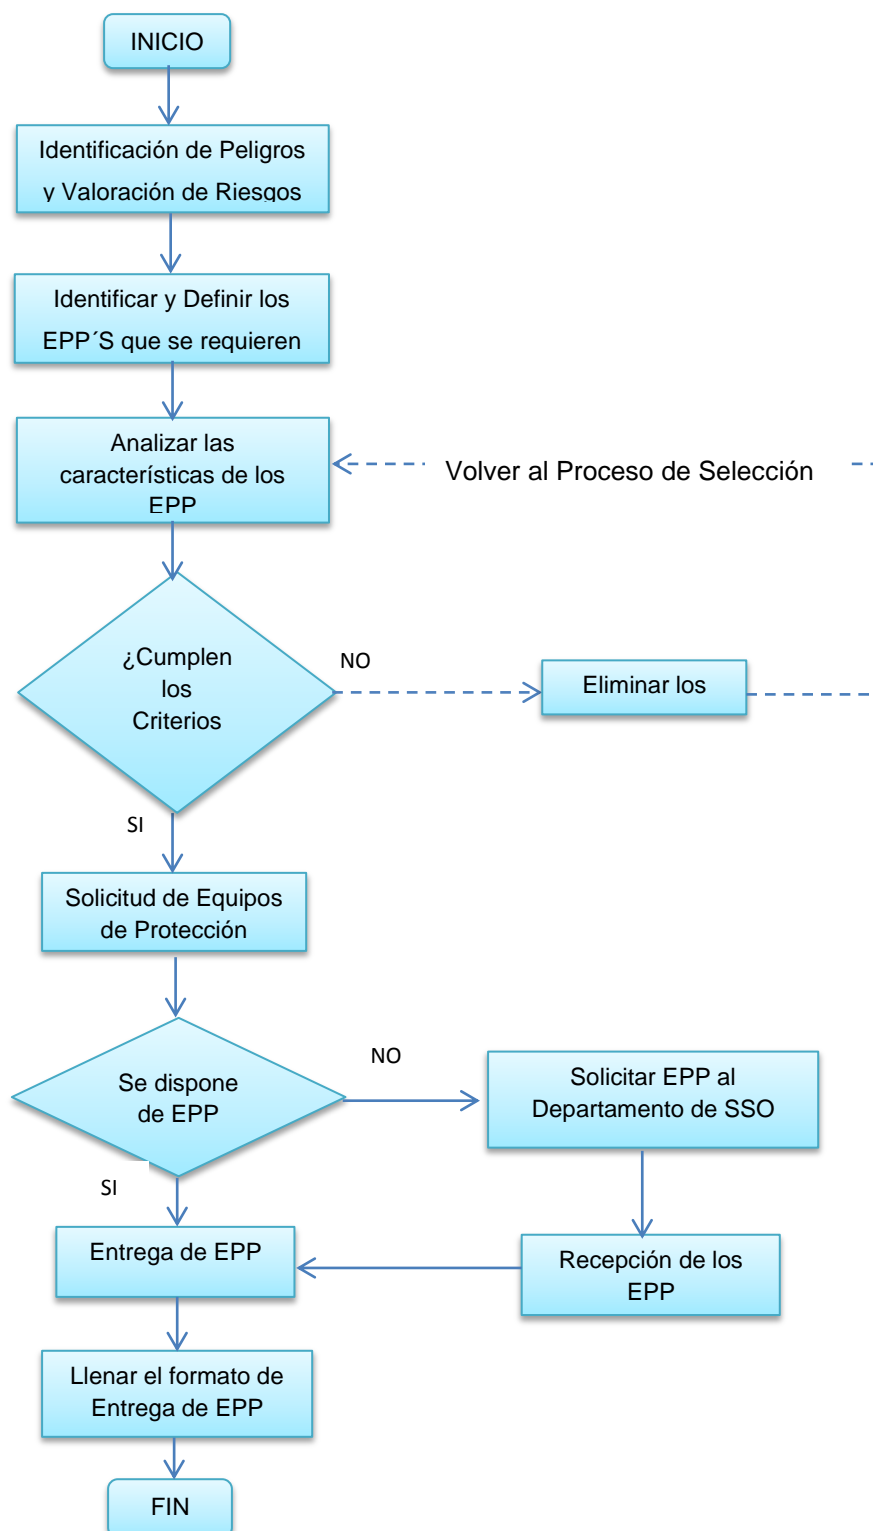 INICIO
Identificación de Peligros
y Valoración de Riesgos
Identificar y Definir los
EPP´S que se requieren
Analizar las
característícas de los
EPP
Volver al Proceso de Selección
¿Cumplen
los
Criterios
NO
Eliminar los
SI
Solicitud de Equipos
de Protección
Se dispone
de EPP
NO
Solicitar EPP al
Departamento de SSO
SI
Entrega de EPP
Recepción de los
EPP
Llenar el formato de
Entrega de EPP
FIN